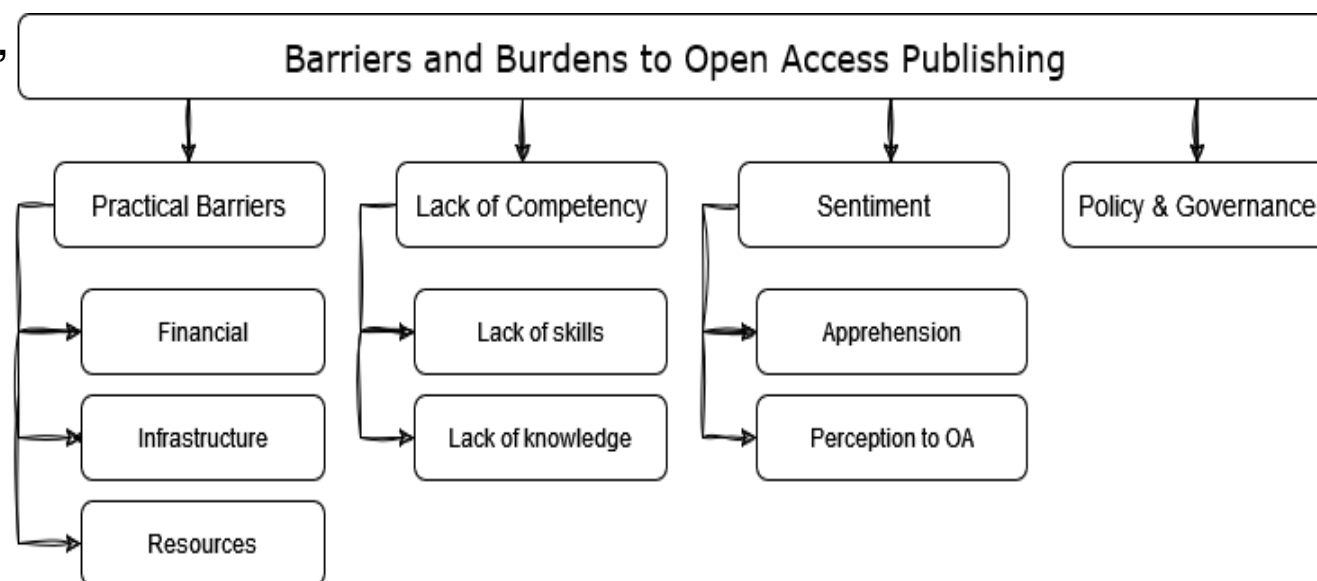 ,
Barriers and Burdens to Open Access Publishing
Practical Barriers
Lack of Competency
Sentiment
Policy & Governance
Financial
Lack of skills
Apprehension
Infrastructure
Lack of knowledge
Perception to OA
Resources